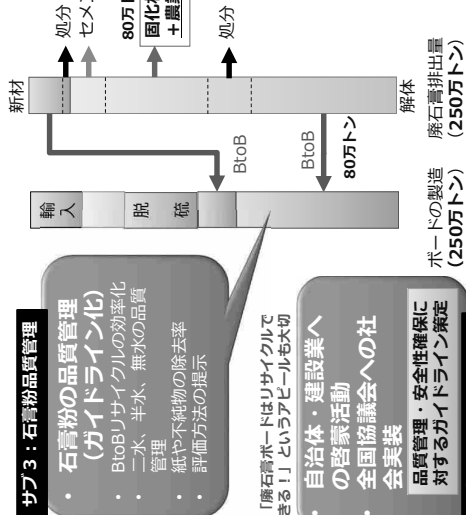 サブ3：石膏粉品質管理
• 石膏粉の品質管理
（ガイドライン化）
• BtoBリサイクルの効率化
• 二水、半水、無水の品質
管理
• 紙や不純物の除去率
• 評価方法の提示
「廃石膏ボードはリサイクルで
きる！」というアピールも大切
• 自治体・建設業へ
の啓蒙活動
• 全国協議会への社
会実装
品質管理・安全性確保に
対するガイドライン策定
輸入
脱硫
ボードの製造
（250万トン）
BtoB
BtoB
80万トン
新材
解体
廃石膏排出量
（250万トン）
処分
セメ
80万
固化
＋農
処分